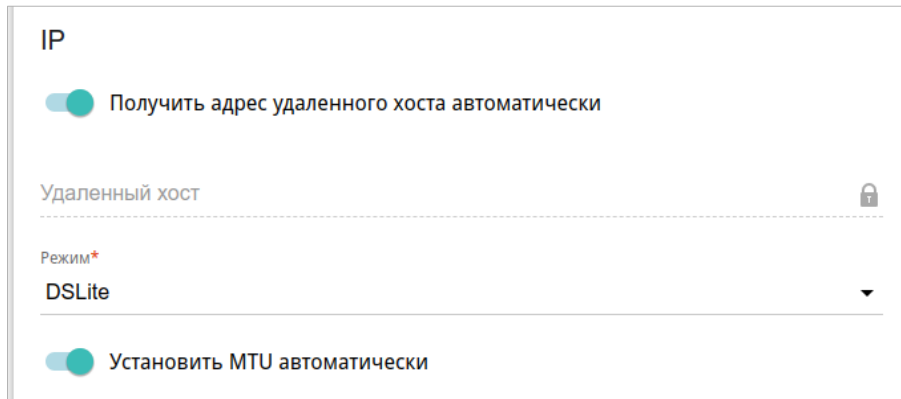 IP
Получить адрес удаленного хоста автоматически
Удаленный хост
Режим*
DSLite
Установить MTU автоматически